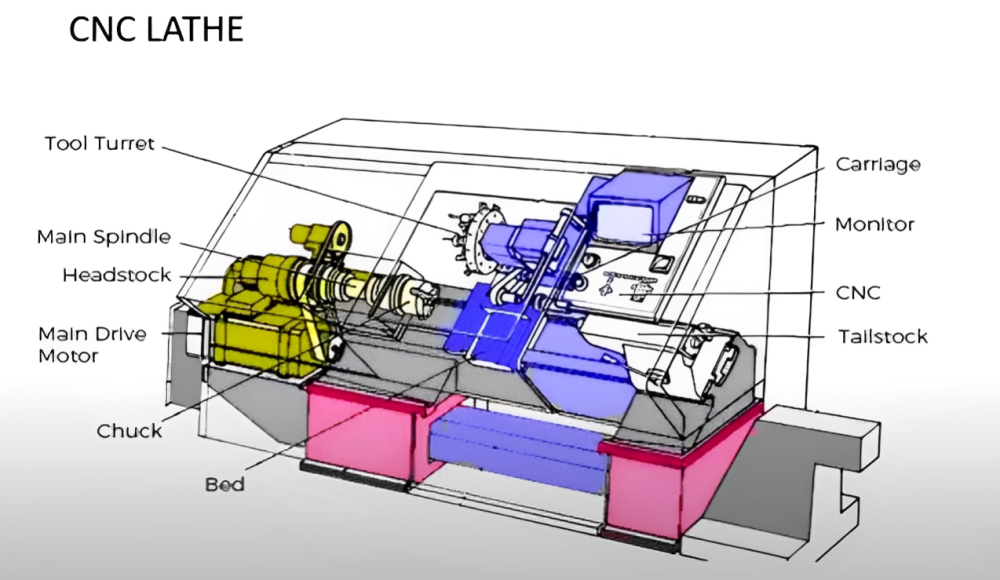 CNC LATHE
Tool Turret
Main Spindle
Headstock
Main Drive
Motor
Chuck
Bed
Carriage
Monitor
CNC
Tailstock